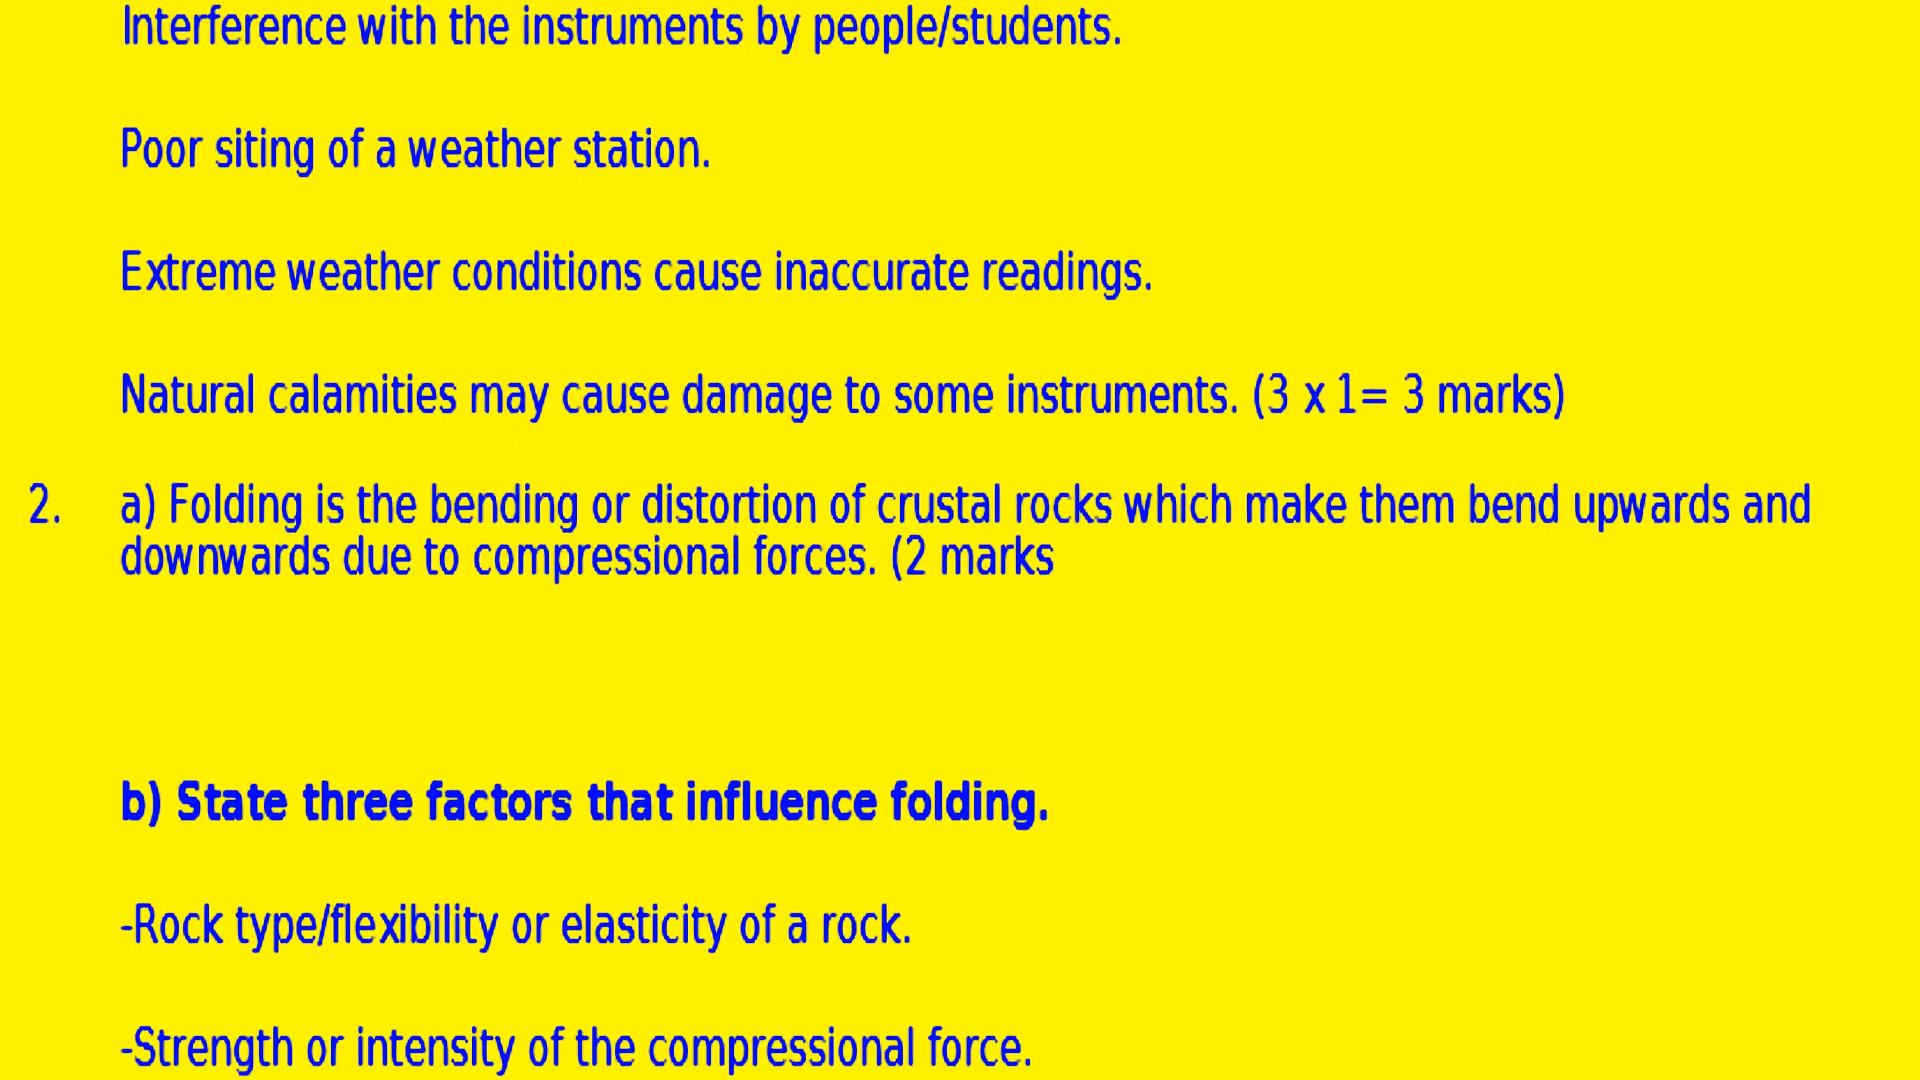 Interference with the instruments by people/students.
Poor siting of a weather station.
Extreme weather conditions cause inaccurate readings.
Natural calamities may cause damage to some instruments. (3 x 1= 3 marks)
2. a) Folding is the bending or distortion of crustal rocks which make them bend upwards and
downwards due to compressional forces. (2 marks
b) State three factors that influence folding.
-Rock type/flexibility or elasticity of a rock.
-Strength or intensity of the compressional force.